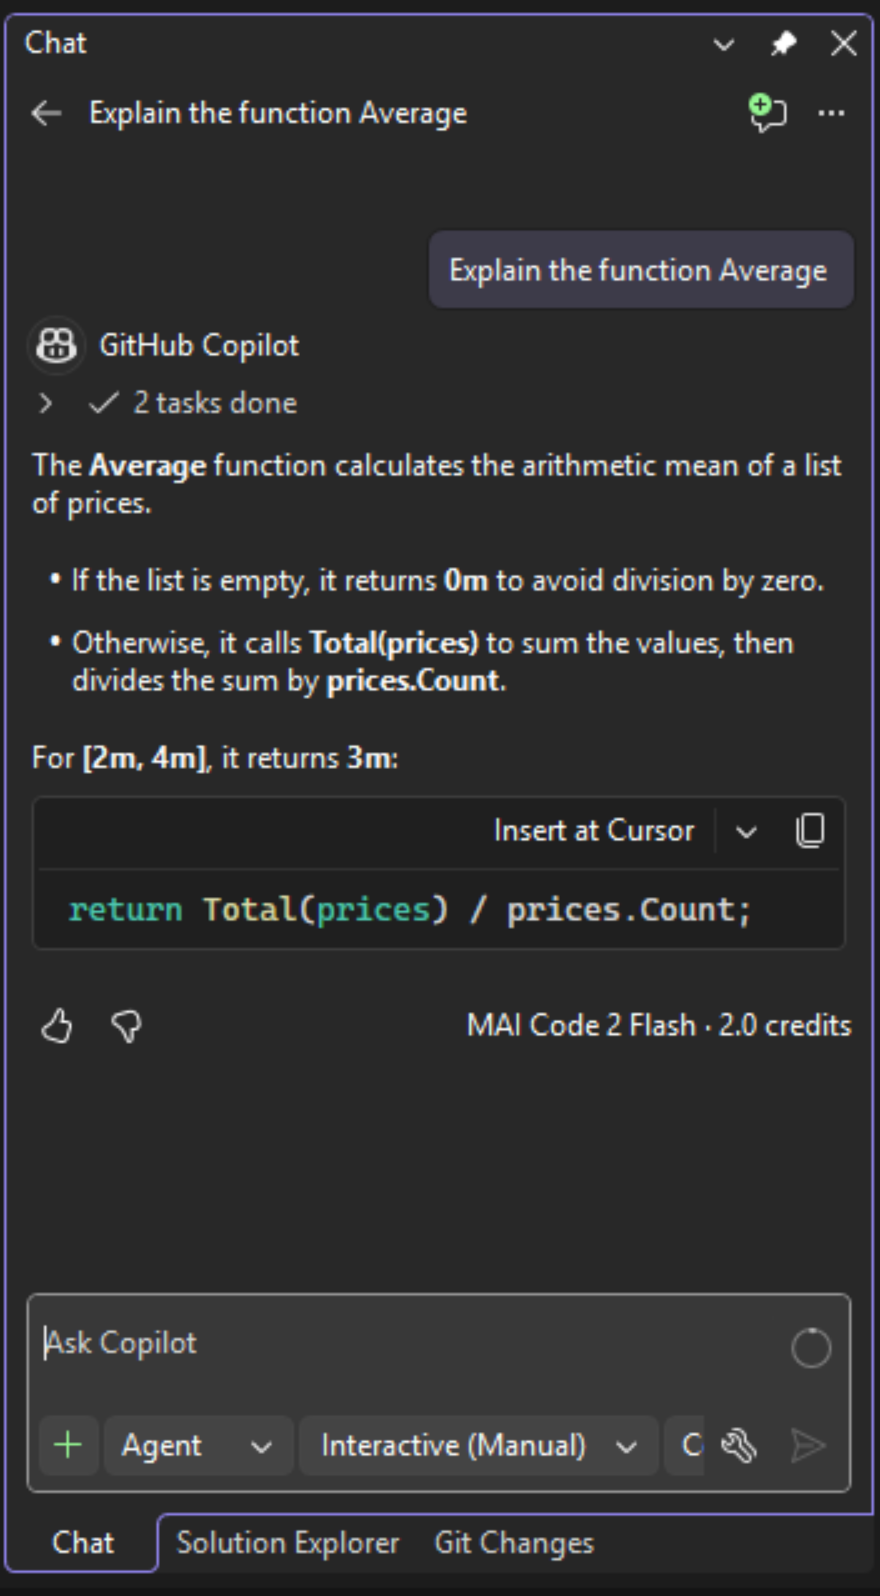 Chat
Explain the function Average
Explain the function Average
GitHub Copilot
2 tasks done
The Average function calculates the arithmetic mean of a list
of prices.
• If the list is empty, it returns 0m to avoid division by zero.
• Otherwise, it calls Total(prices) to sum the values, then
divides the sum by prices.Count.
For [2m, 4m], it returns 3m:
Insert at Cursor
return Total(prices) / prices.Count;
MAI Code 2 Flash · 2.0 credits
Ask Copilot
Agent Interactive (Manual)
Chat Solution Explorer Git Changes